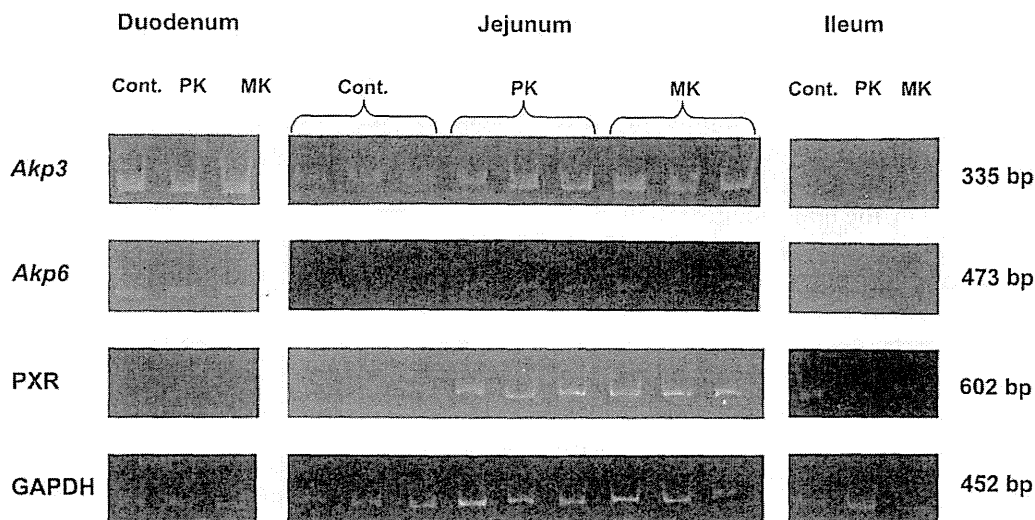 Duodenum Jejunum Ileum
Cont. PK MK Cont. PK MK Cont. PK MK
Akp3 335 bp
Akp6 473 bp
PXR 602 bp
GAPDH 452 bp